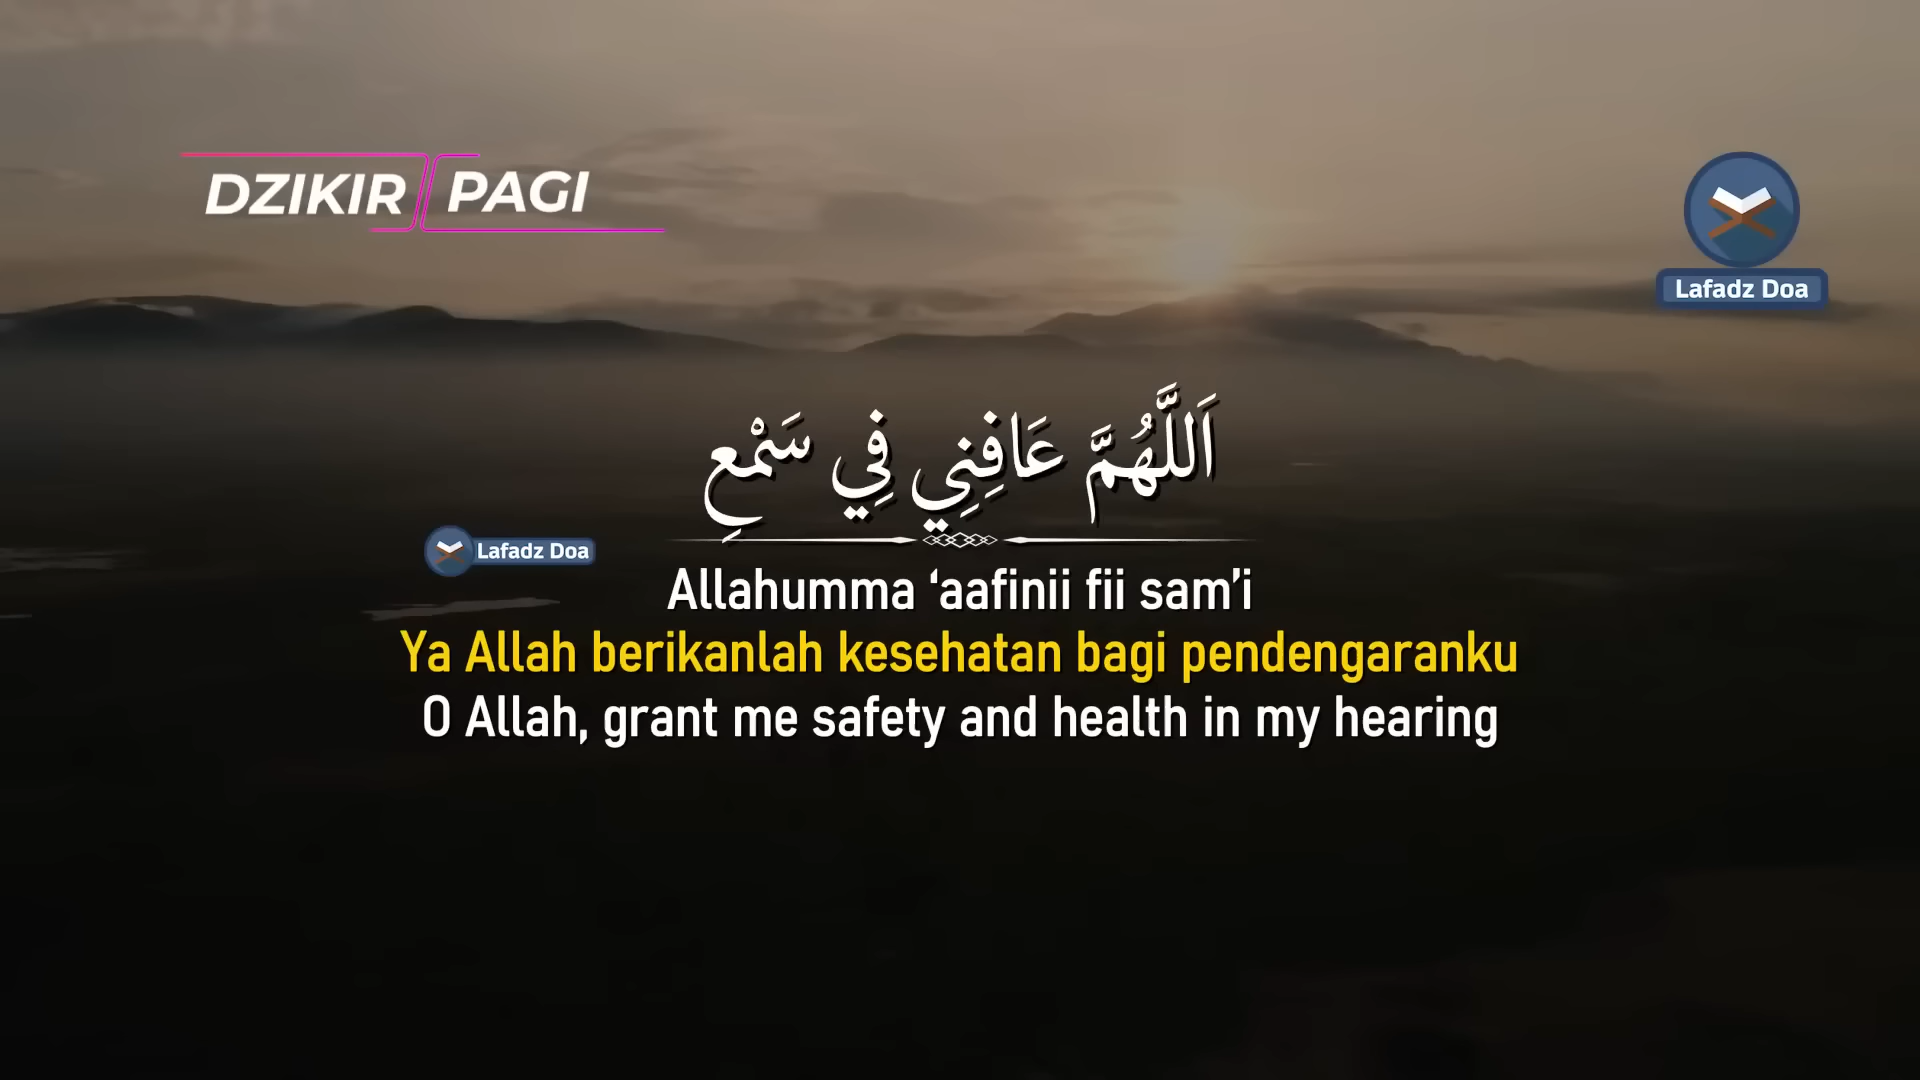 DZIKIR PAGI
Lafadz Doa
اَللَّهُمَّ عَافِنِي فِي سَمْعِ
Lafadz Doa
Allahumma ‘aafinii fii sam’i
Ya Allah berikanlah kesehatan bagi pendengaranku
O Allah, grant me safety and health in my hearing